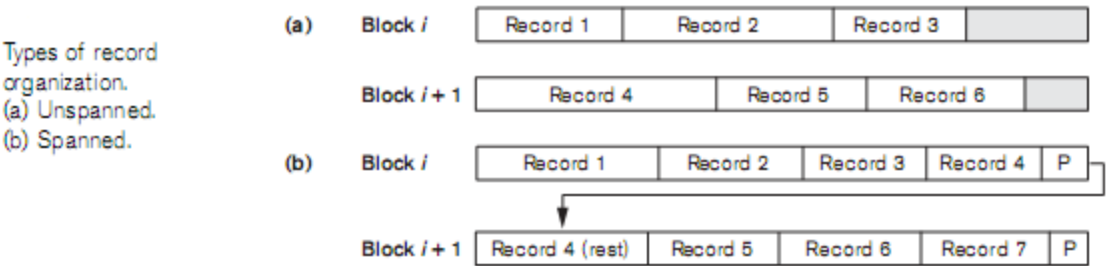 Types of record
organization.
(a) Unspanned.
(b) Spanned.
(a) Block i Record 1 Record 2 Record 3
Block i + 1 Record 4 Record 5 Record 6
(b) Block i Record 1 Record 2 Record 3 Record 4 P
Block i + 1 Record 4 (rest) Record 5 Record 6 Record 7 P